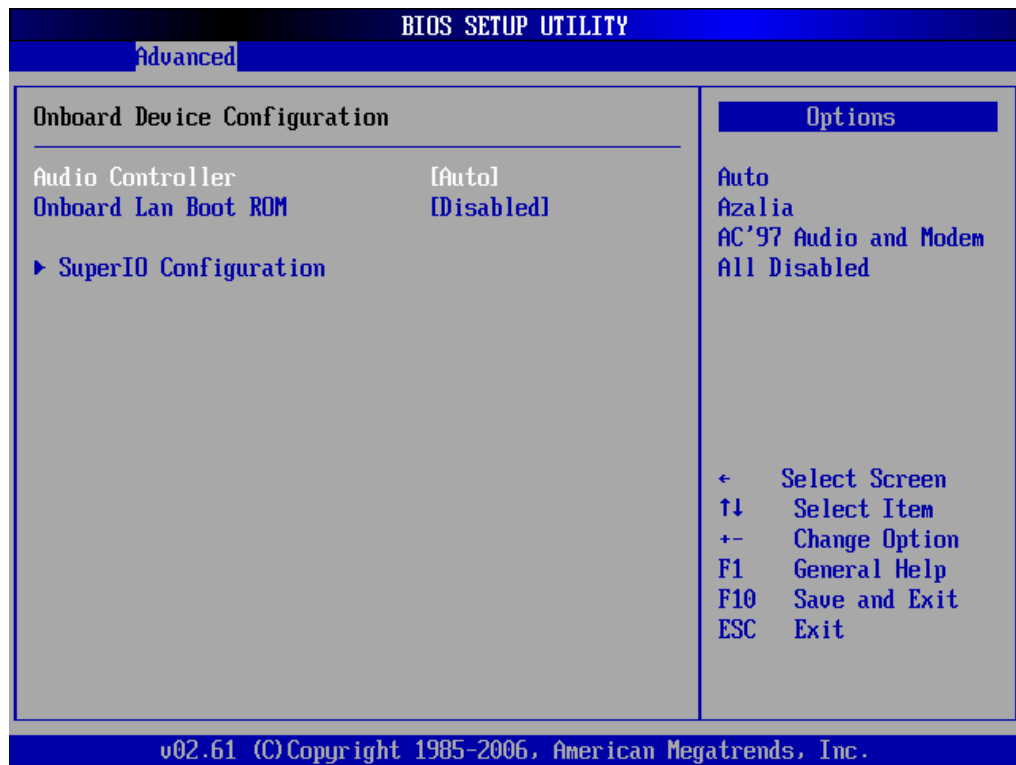 BIOS SETUP UTILITY
Advanced
Onboard Device Configuration
Audio Controller [Auto]
Onboard Lan Boot ROM [Disabled]
▶ SuperIO Configuration
Options
Auto
Azalia
AC'97 Audio and Modem
All Disabled
← Select Screen
↑↓ Select Item
+- Change Option
F1 General Help
F10 Save and Exit
ESC Exit
v02.61 (C)Copyright 1985-2006, American Megatrends, Inc.